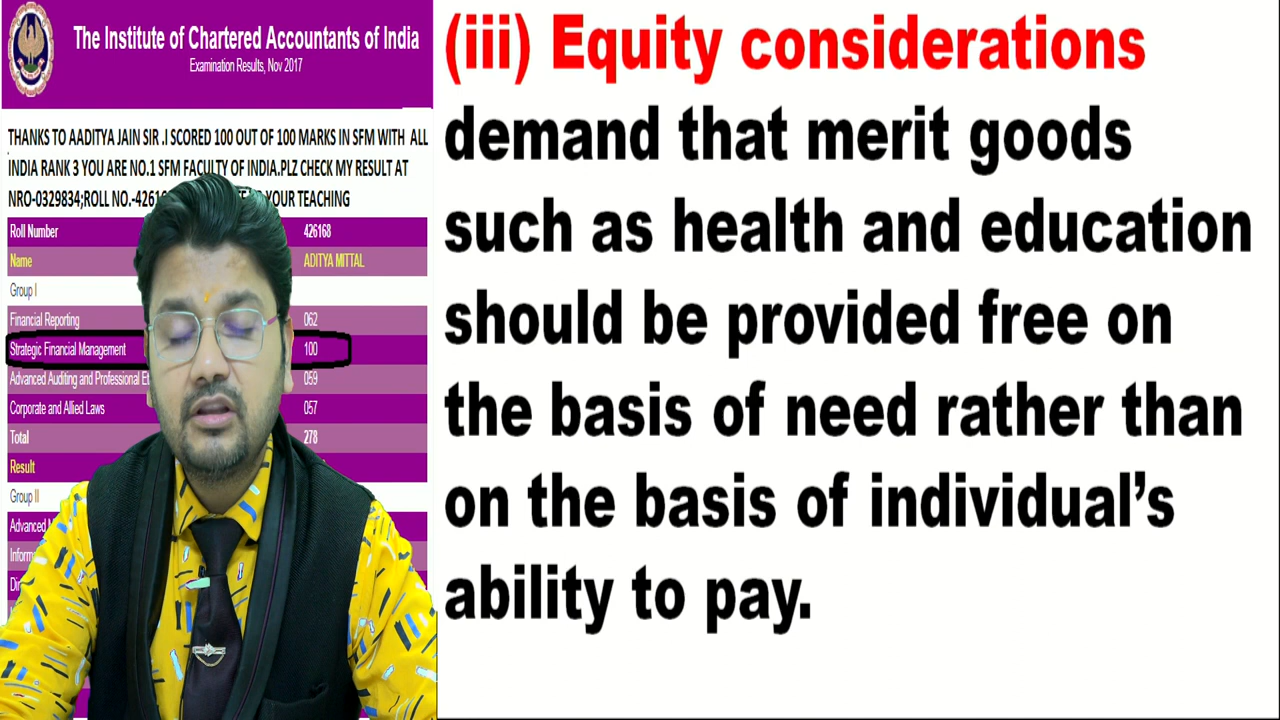 The Institute of Chartered Accountants of India
Examination Results, Nov 2017
THANKS TO AADITYA JAIN SIR .I SCORED 100 OUT OF 100 MARKS IN SFM WITH ALL
INDIA RANK 3 YOU ARE NO.1 SFM FACULTY OF INDIA.PLZ CHECK MY RESULT AT
NRO-0329834;ROLL NO.-4261 YOUR TEACHING
Roll Number 426168
Name ADITYA MITTAL
Group I
Financial Reporting 062
Strategic Financial Management 100
Advanced Auditing and Professional 059
Corporate and Allied Laws 057
Total 278
Result
Group II
(iii) Equity considerations
demand that merit goods
such as health and education
should be provided free on
the basis of need rather than
on the basis of individual’s
ability to pay.